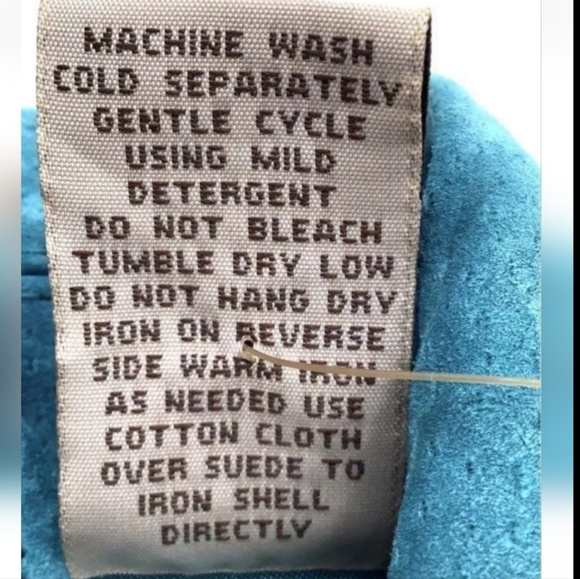 MACHINE WASH
COLD SEPARATELY
GENTLE CYCLE
USING MILD
DETERGENT
DO NOT BLEACH
TUMBLE DRY LOW
DO NOT HANG DRY
IRON ON REVERSE
SIDE WARM IRON
AS NEEDED USE
COTTON CLOTH
OVER SUEDE TO
IRON SHELL
DIRECTLY